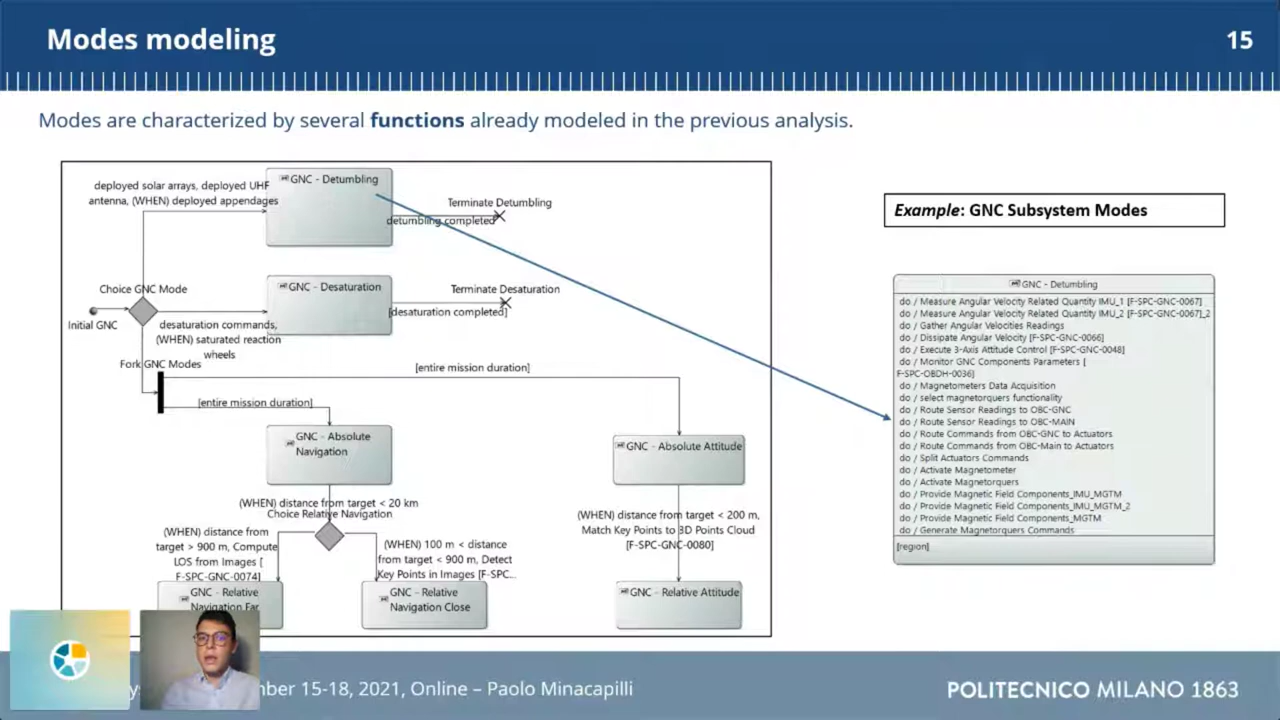 Modes modeling
15
Modes are characterized by several functions already modeled in the previous analysis.
deployed solar arrays, deployed UHF
antenna, (WHEN) deployed appendages
GNC - Detumbling
Terminate Detumbling
detumbling completed
Choice GNC Mode
Initial GNC
GNC - Desaturation
Terminate Desaturation
[desaturation completed]
desaturation commands,
(WHEN) saturated reaction
wheels
Fork GNC Modes
[entire mission duration]
[entire mission duration]
GNC - Absolute
Navigation
GNC - Absolute Attitude
(WHEN) distance from target < 20 km
Choice Relative Navigation
(WHEN) distance from
target > 900 m, Compute
LOS from Images [
F-SPC-GNC-0074]
(WHEN) 100 m < distance
from target < 900 m, Detect
Key Points in Images [F-SPC...
(WHEN) distance from target < 200 m,
Match Key Points to 3D Points Cloud
[F-SPC-GNC-0080]
GNC - Relative
Navigation Far
GNC - Relative
Navigation Close
GNC - Relative Attitude
Example: GNC Subsystem Modes
GNC - Detumbling
do / Measure Angular Velocity Related Quantity IMU_1 [F-SPC-GNC-0067]
do / Measure Angular Velocity Related Quantity IMU_2 [F-SPC-GNC-0067]_2
do / Gather Angular Velocities Readings
do / Dissipate Angular Velocity [F-SPC-GNC-0066]
do / Execute 3-Axis Attitude Control [F-SPC-GNC-0048]
do / Monitor GNC Components Parameters [
F-SPC-OBDH-0036]
do / Magnetometers Data Acquisition
do / select magnetorquers functionality
do / Route Sensor Readings to OBC-GNC
do / Route Sensor Readings to OBC-MAIN
do / Route Commands from OBC-GNC to Actuators
do / Route Commands from OBC-Main to Actuators
do / Split Actuators Commands
do / Activate Magnetometer
do / Activate Magnetorquers
do / Provide Magnetic Field Components_IMU_MGTM
do / Provide Magnetic Field Components_IMU_MGTM_2
do / Provide Magnetic Field Components_MGTM
do / Generate Magnetorquers Commands
[region]
15-18, 2021, Online – Paolo Minacapilli
POLITECNICO MILANO 1863